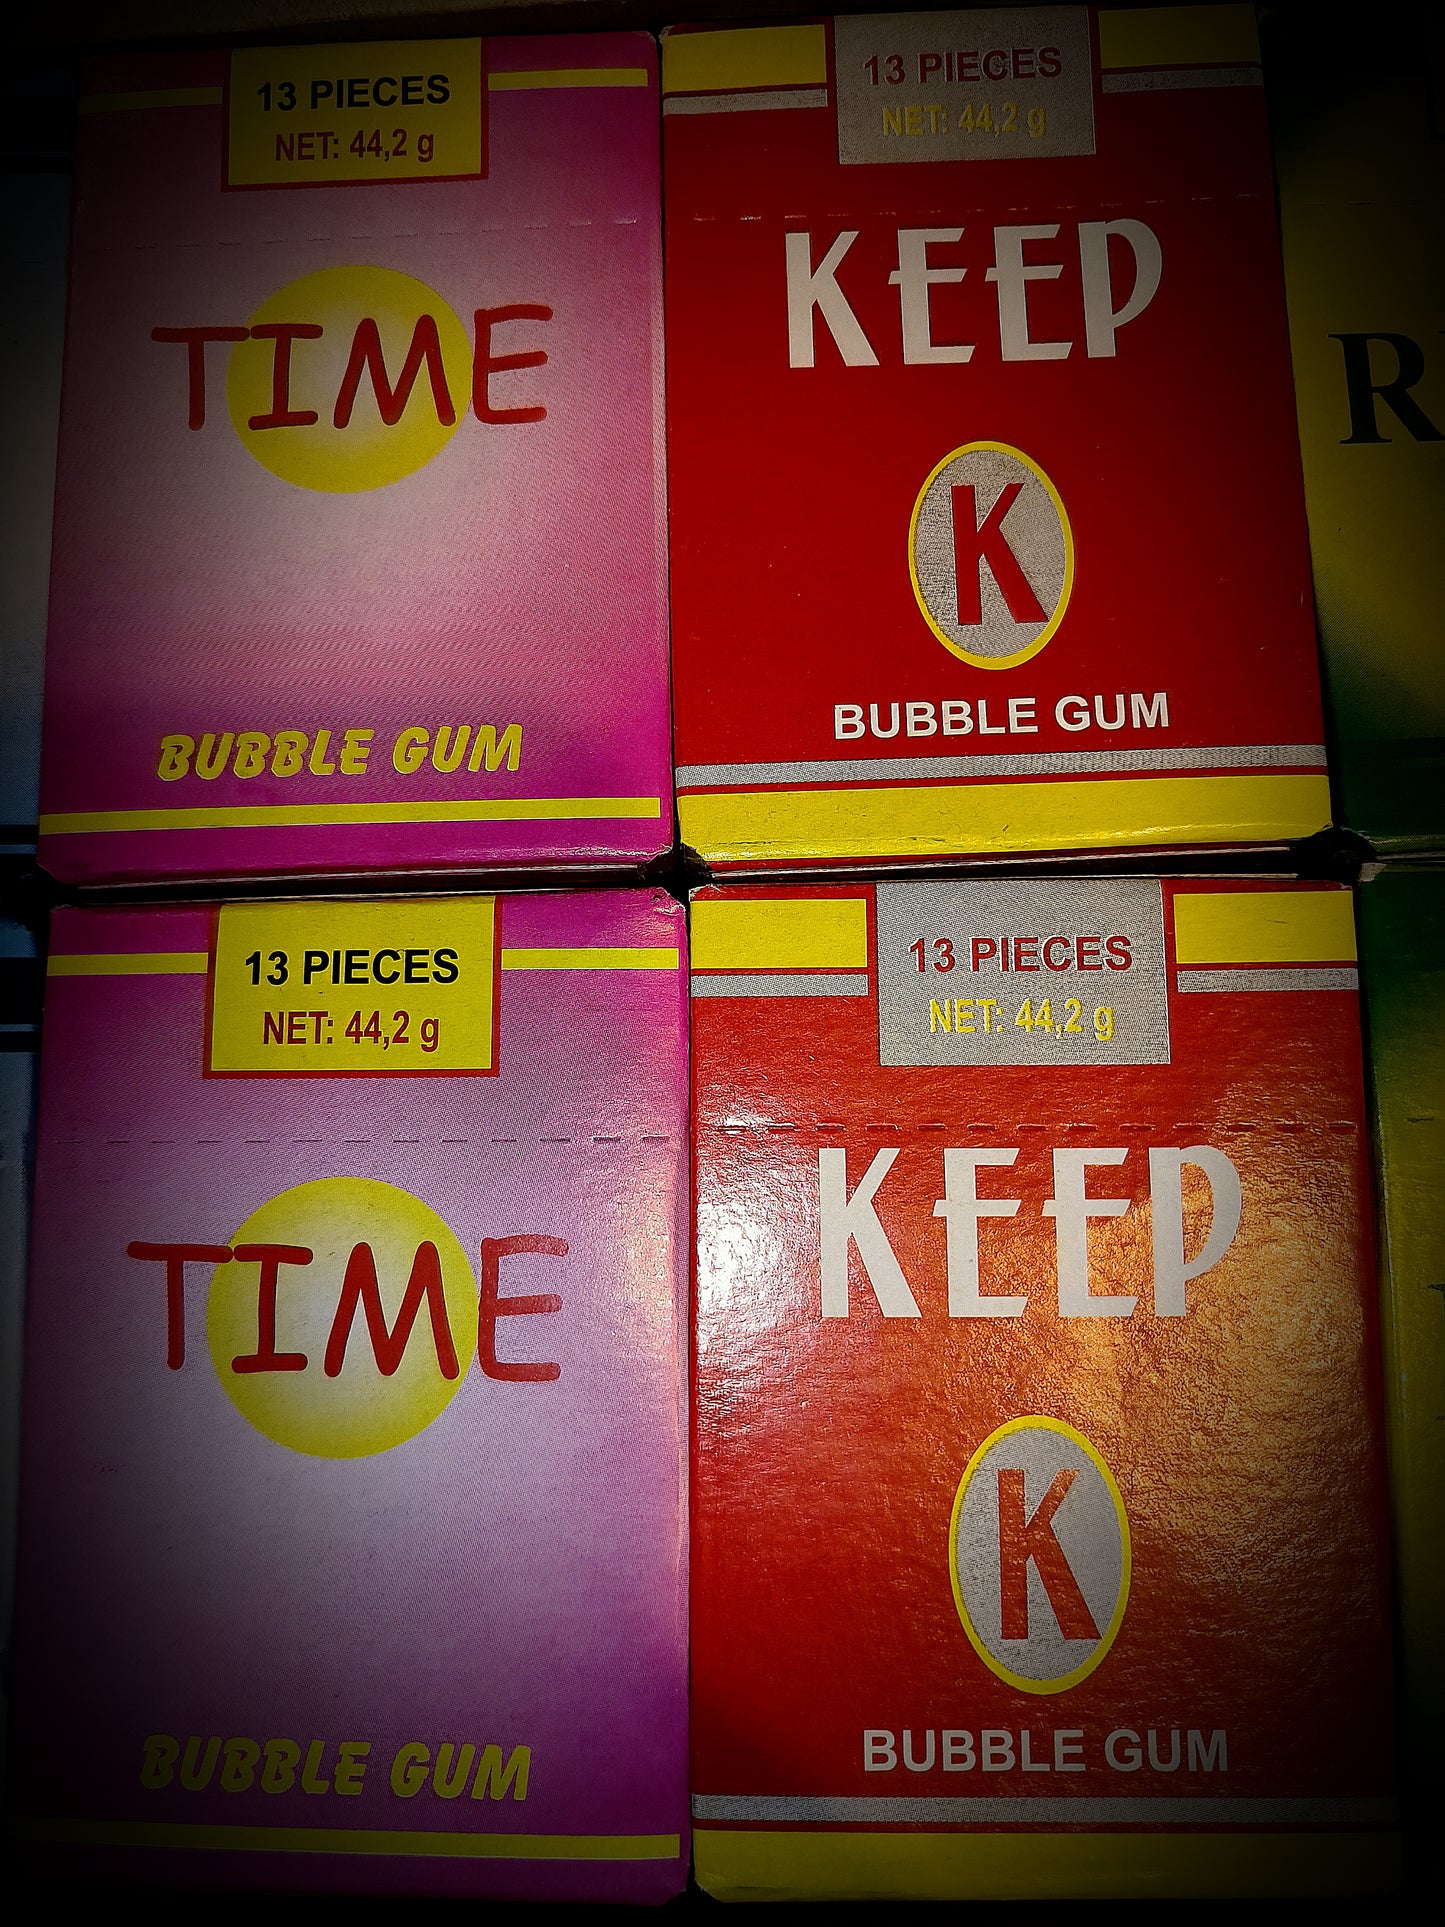 13 PIECES
NET: 44,2 g
TIME
BUBBLE GUM
13 PIECES
NET: 44,2 g
KEEP
K
BUBBLE GUM
R
13 PIECES
NET: 44,2 g
TIME
BUBBLE GUM
13 PIECES
NET: 44,2 g
KEEP
K
BUBBLE GUM